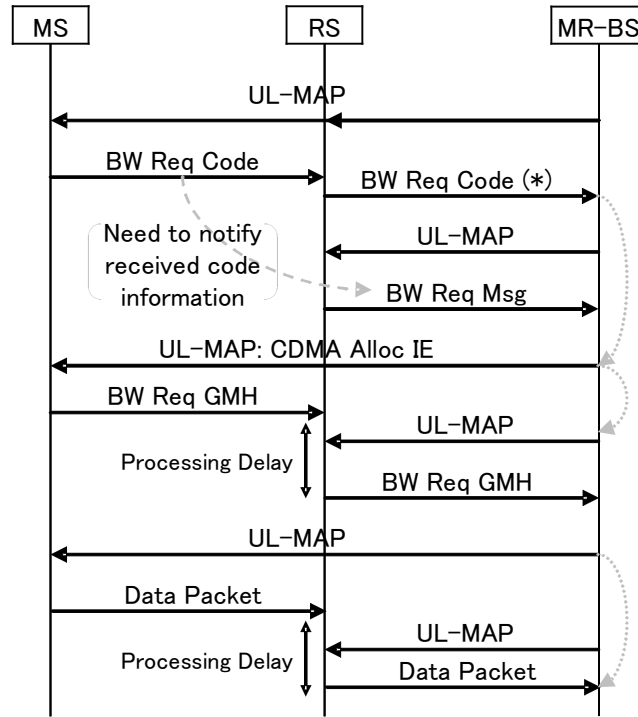 MS RS MR-BS
UL-MAP
BW Req Code
BW Req Code (*)
Need to notify
received code
information
UL-MAP
BW Req Msg
UL-MAP: CDMA Alloc IE
BW Req GMH
UL-MAP
Processing Delay
BW Req GMH
UL-MAP
Data Packet
UL-MAP
Processing Delay
Data Packet